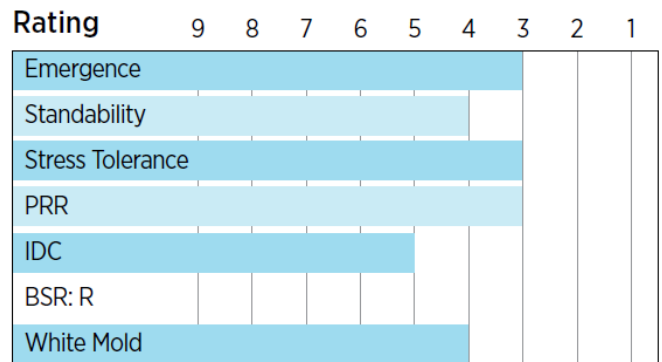 Rating 9 8 7 6 5 4 3 2 1
Emergence
Standability
Stress Tolerance
PRR
IDC
BSR: R
White Mold